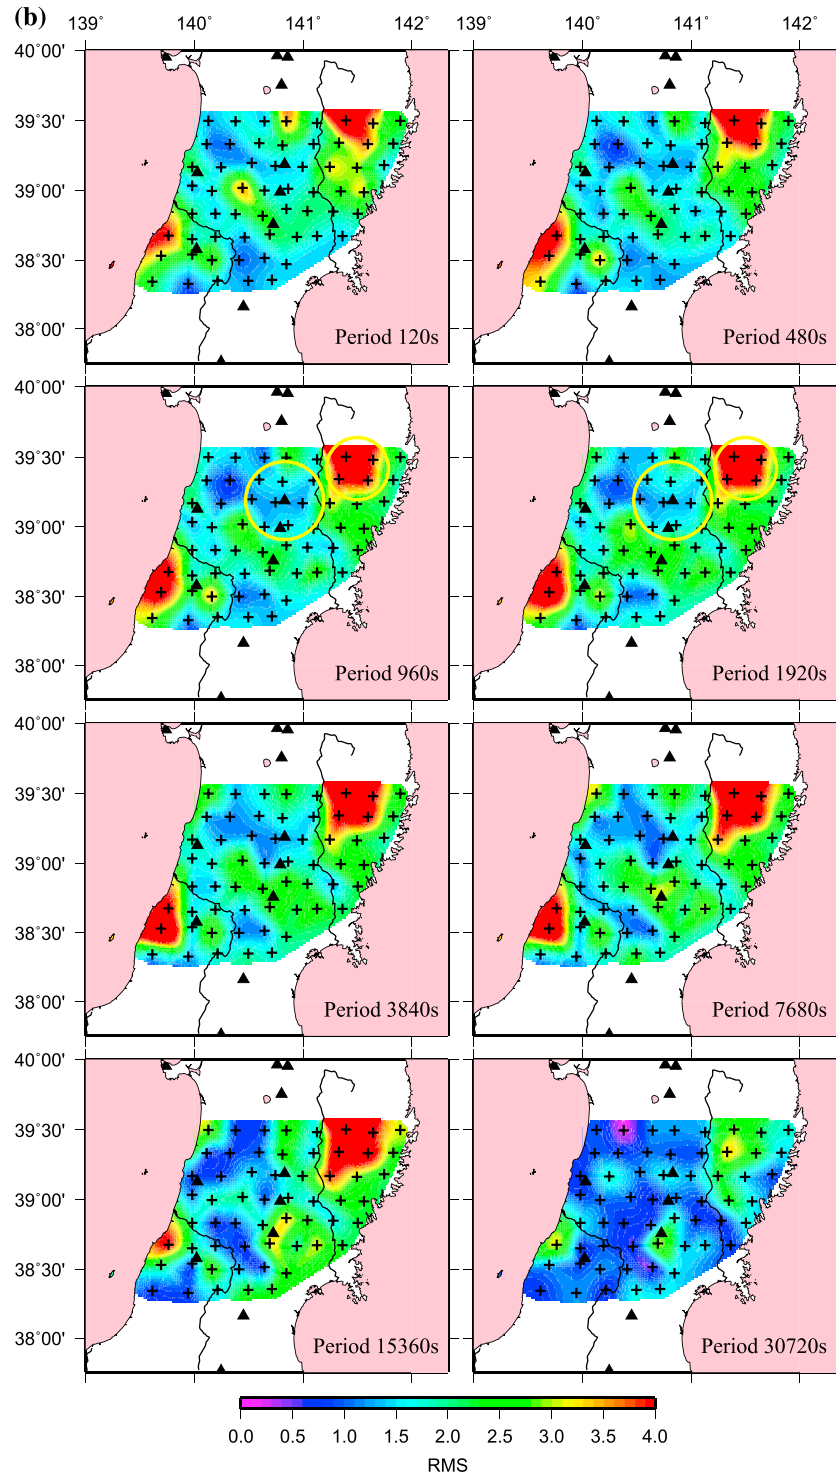 (b)
139˚ 140˚ 141˚ 142˚ 139˚ 140˚ 141˚ 142˚
40°00'
39°30'
39°00'
38°30'
38°00'
Period 120s Period 480s
40°00'
39°30'
39°00'
38°30'
38°00'
Period 960s Period 1920s
40°00'
39°30'
39°00'
38°30'
38°00'
Period 3840s Period 7680s
40°00'
39°30'
39°00'
38°30'
38°00'
Period 15360s Period 30720s
0.0 0.5 1.0 1.5 2.0 2.5 3.0 3.5 4.0
RMS